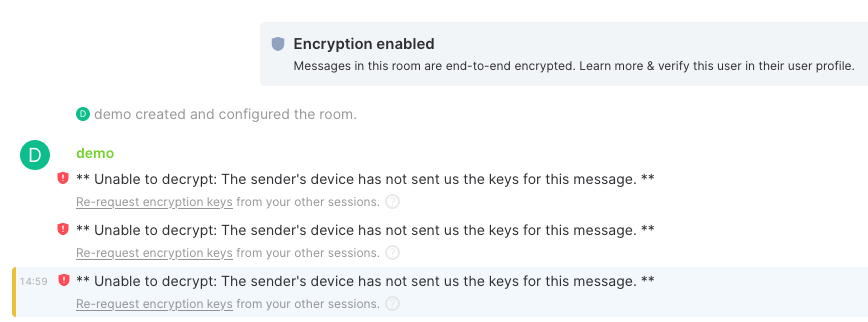 Encryption enabled
Messages in this room are end-to-end encrypted. Learn more & verify this user in their user profile.
D demo created and configured the room.
D demo
** Unable to decrypt: The sender's device has not sent us the keys for this message. **
Re-request encryption keys from your other sessions. ?
** Unable to decrypt: The sender's device has not sent us the keys for this message. **
Re-request encryption keys from your other sessions. ?
14:59 ** Unable to decrypt: The sender's device has not sent us the keys for this message. **
Re-request encryption keys from your other sessions. ?